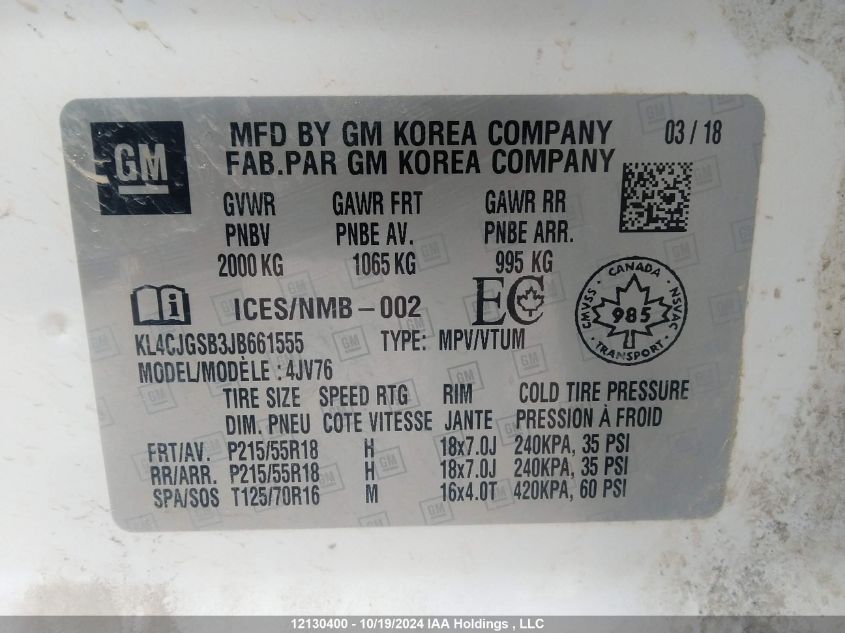 GM
MFD BY GM KOREA COMPANY 03 / 18
FAB.PAR GM KOREA COMPANY
GVWR GAWR FRT GAWR RR
PNBV PNBE AV. PNBE ARR.
2000 KG 1065 KG 995 KG
ICES/NMB-002 EC
CANADA CMVSS NSVAC 985 TRANSPORT
KL4CJGSB3JB661555 TYPE: MPV/VTUM
MODEL/MODÈLE : 4JV76
TIRE SIZE SPEED RTG RIM COLD TIRE PRESSURE
DIM. PNEU COTE VITESSE JANTE PRESSION À FROID
FRT/AV. P215/55R18 H 18x7.0J 240KPA, 35 PSI
RR/ARR. P215/55R18 H 18x7.0J 240KPA, 35 PSI
SPA/SOS T125/70R16 M 16x4.0T 420KPA, 60 PSI
12130400 - 10/19/2024 IAA Holdings , LLC